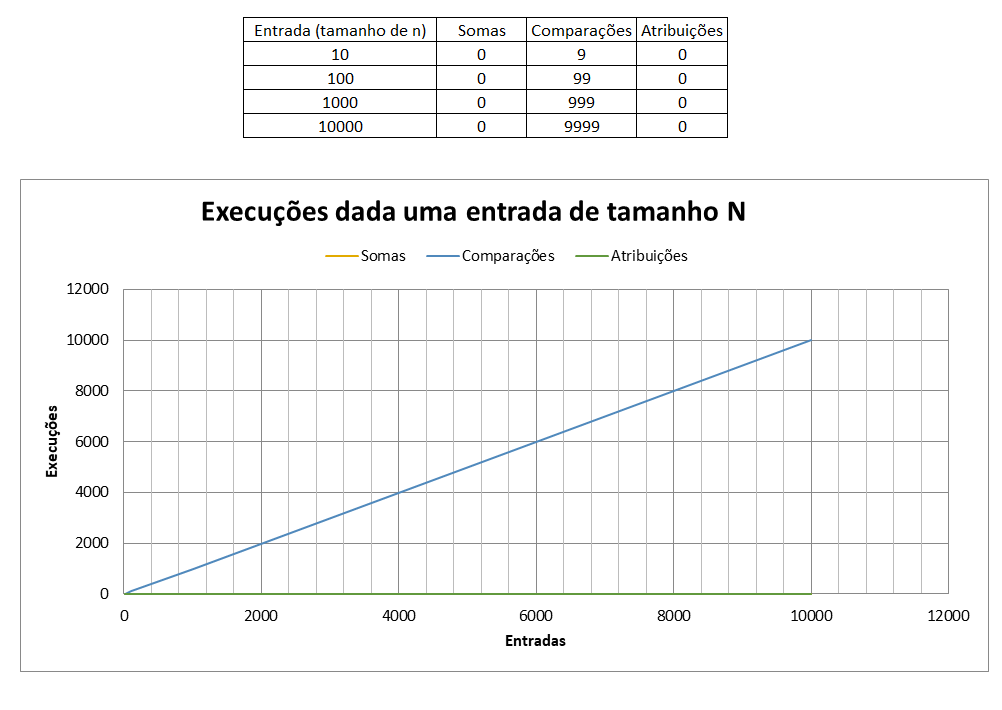 Entrada (tamanho de n) Somas Comparações Atribuições
10 0 9 0
100 0 99 0
1000 0 999 0
10000 0 9999 0
Execuções dada uma entrada de tamanho N
Somas Comparações Atribuições
12000
10000
8000
6000
4000
2000
0
Execuções
0 2000 4000 6000 8000 10000 12000
Entradas